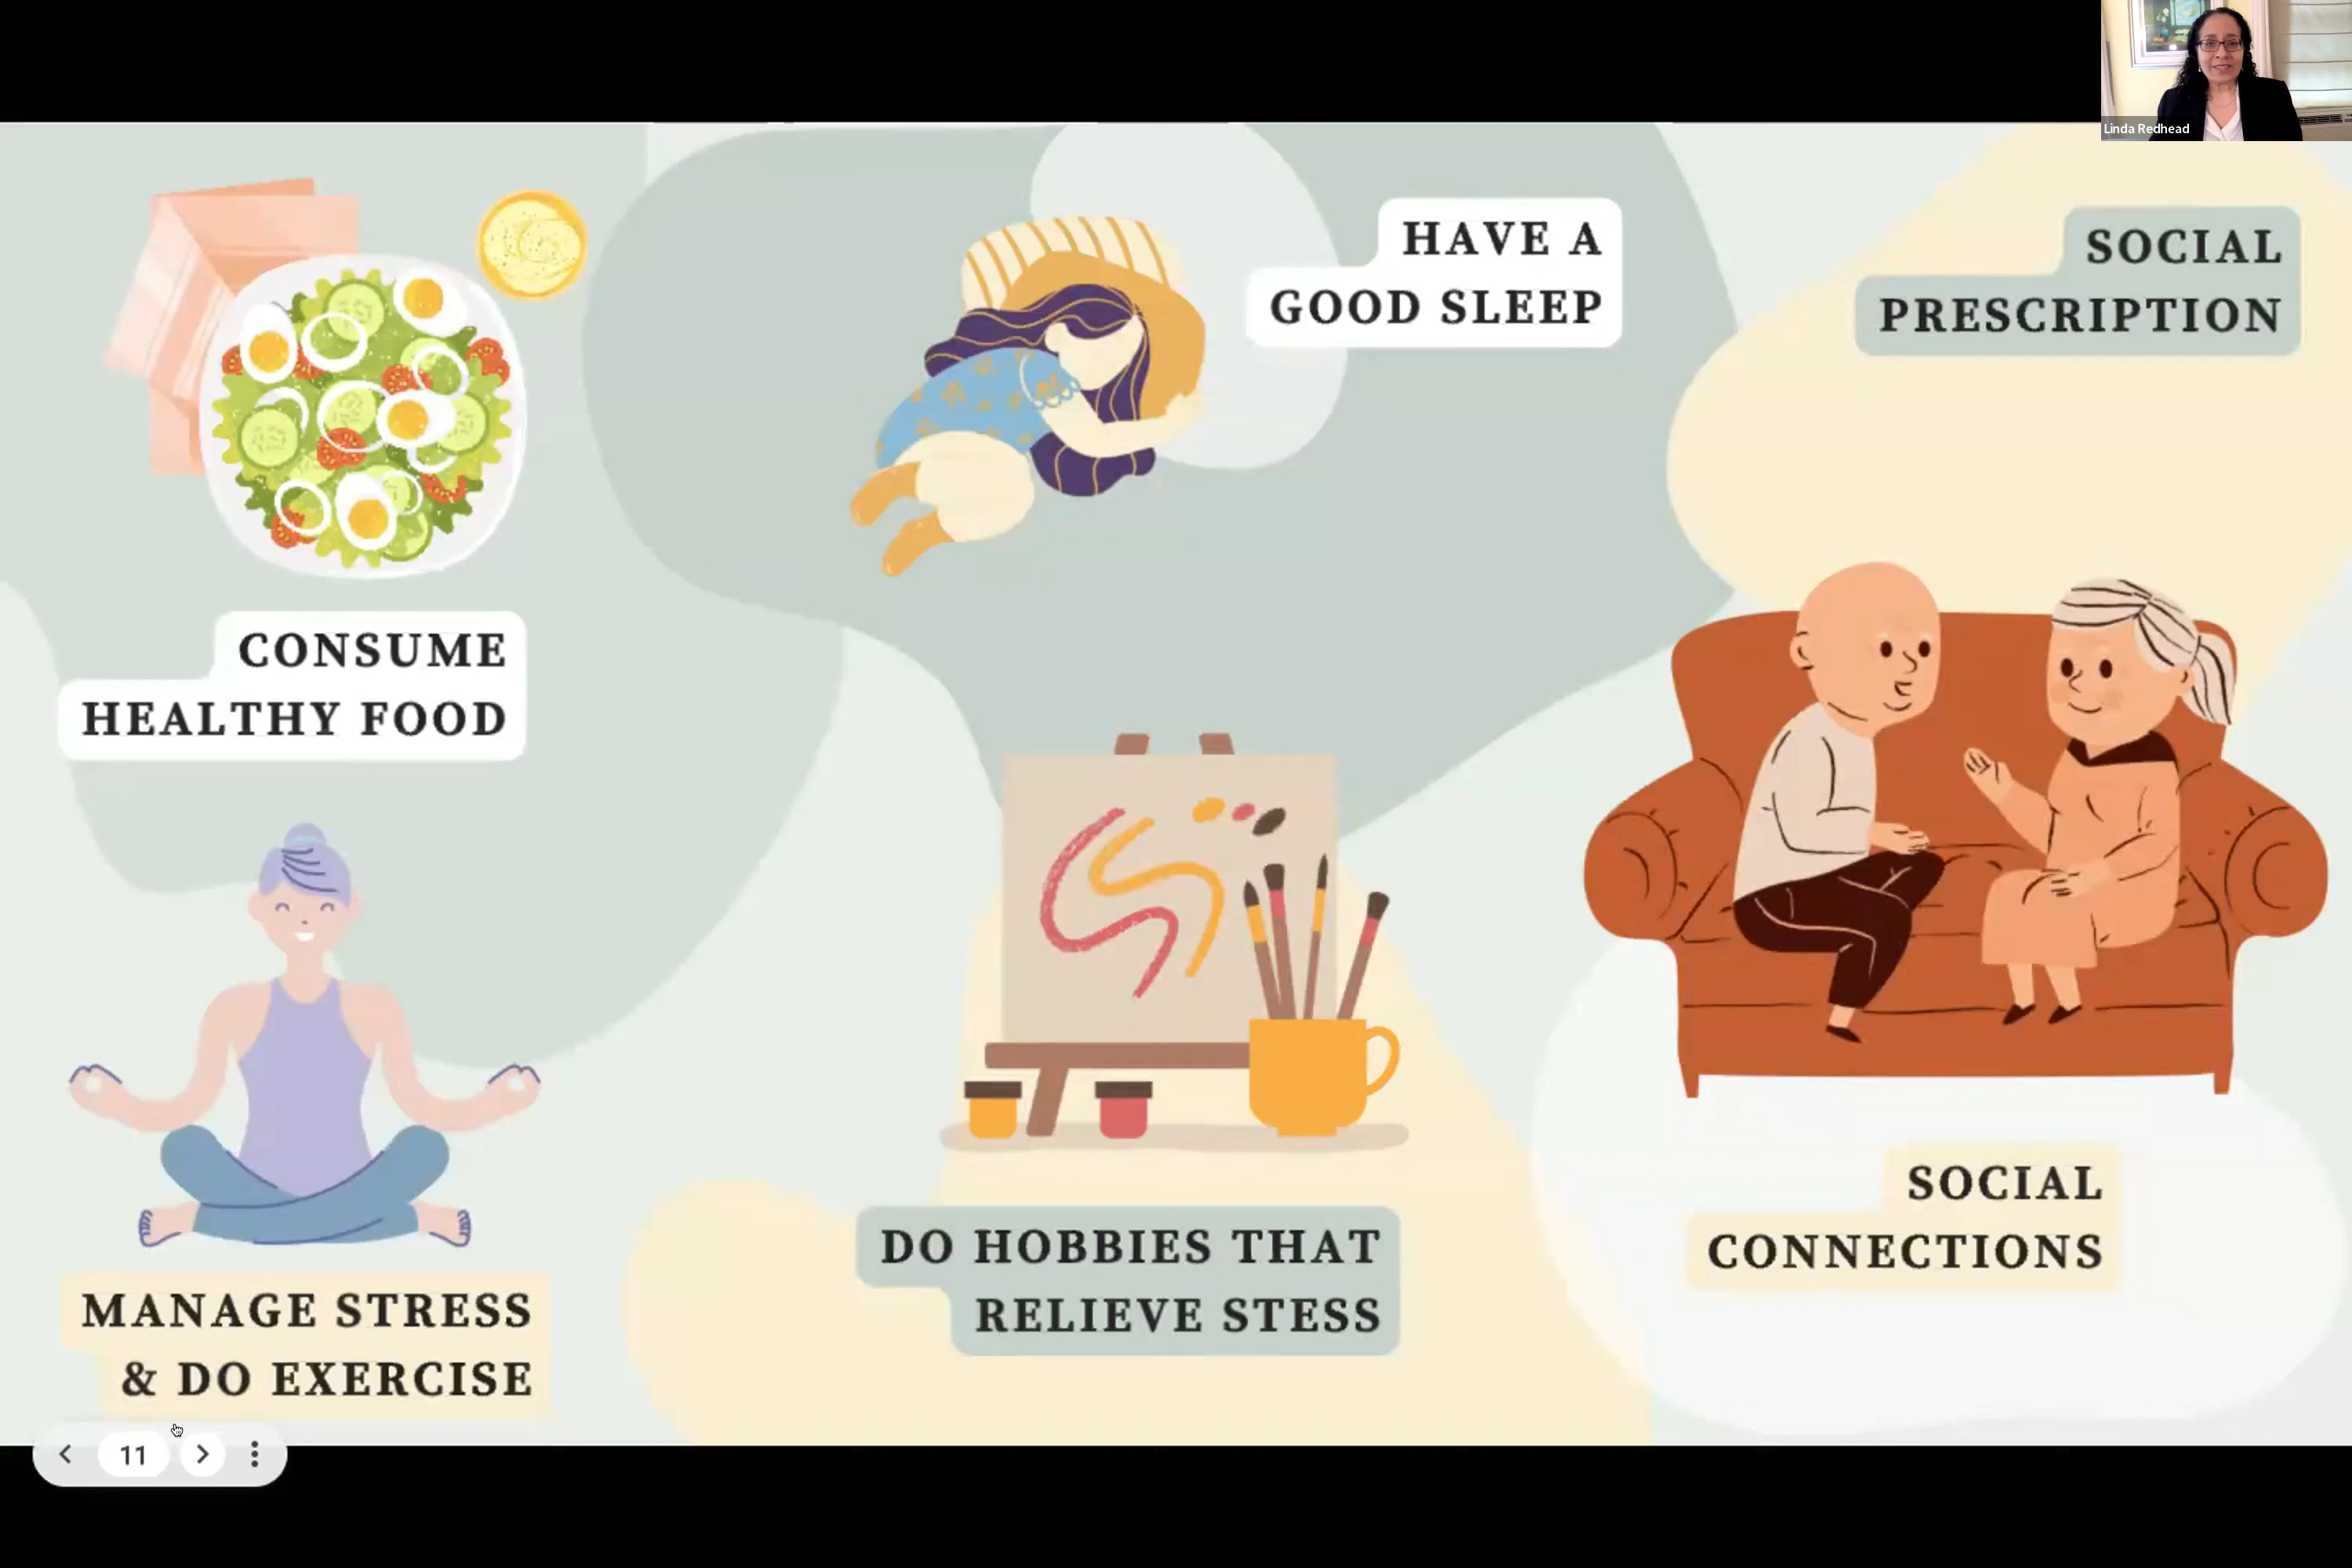 Linda Redhead
HAVE A
GOOD SLEEP
SOCIAL
PRESCRIPTION
CONSUME
HEALTHY FOOD
SOCIAL
CONNECTIONS
DO HOBBIES THAT
RELIEVE STESS
MANAGE STRESS
& DO EXERCISE
11